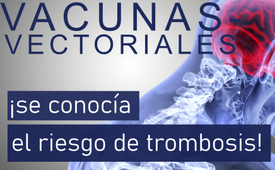 VACUNAS
VECTORIALES
¡se conocía
el riesgo de trombosis!